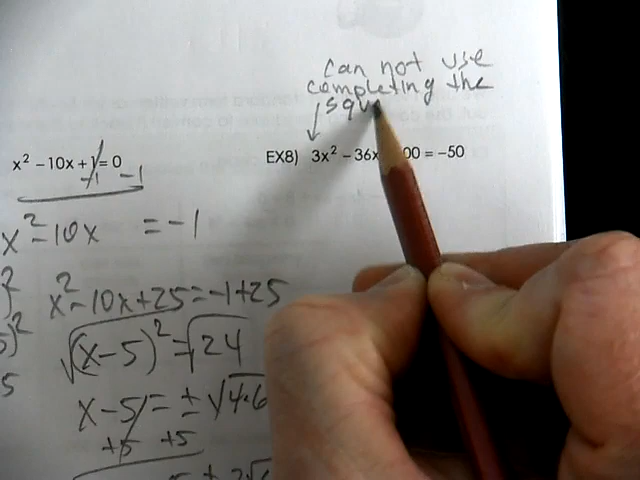 can not use
completing the
squ
x² - 10x + 1 = 0
-1 -1
EX8) 3x² - 36x 00 = -50
x² - 10x = -1
x² - 10x + 25 = -1 + 25
√(x - 5)² = √24
x - 5 = ± √4·6
+5 +5